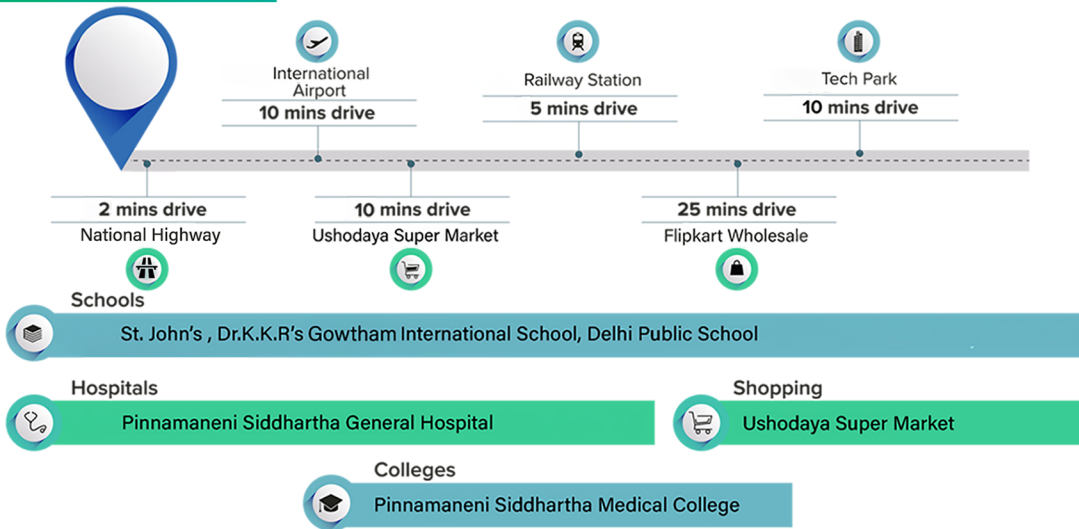 International
Airport
10 mins drive
Railway Station
5 mins drive
Tech Park
10 mins drive
2 mins drive
National Highway
10 mins drive
Ushodaya Super Market
25 mins drive
Flipkart Wholesale
Schools
St. John's , Dr.K.K.R's Gowtham International School, Delhi Public School
Hospitals
Pinnamaneni Siddhartha General Hospital
Shopping
Ushodaya Super Market
Colleges
Pinnamaneni Siddhartha Medical College